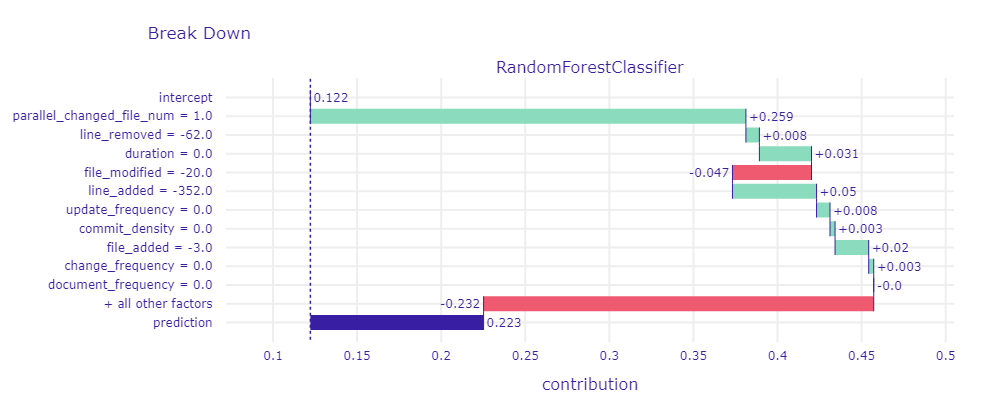 Break Down
RandomForestClassifier
intercept 0.122
parallel_changed_file_num = 1.0 +0.259
line_removed = -62.0 +0.008
duration = 0.0 +0.031
file_modified = -20.0 -0.047
line_added = -352.0 +0.05
update_frequency = 0.0 +0.008
commit_density = 0.0 +0.003
file_added = -3.0 +0.02
change_frequency = 0.0 +0.003
document_frequency = 0.0 -0.0
+ all other factors -0.232
prediction 0.223
0.1 0.15 0.2 0.25 0.3 0.35 0.4 0.45 0.5
contribution